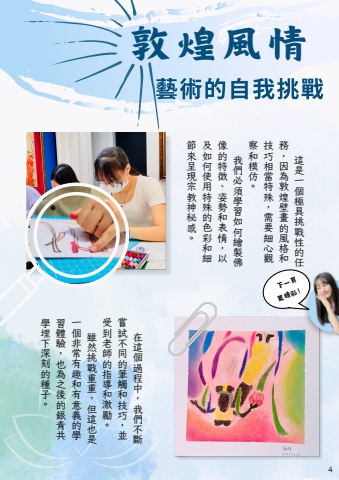 敦煌風情
藝術的自我挑戰
這是一個極具挑戰性的任
務，因為敦煌壁畫的風格和
技巧相當特殊，需要細心觀
察和模仿。
我們必須學習如何繪製佛
像的特徵、姿勢和表情，以
及如何使用特殊的色彩和細
節來呈現宗教神秘感。
下一頁
更精彩！
在這個過程中，我們不斷
嘗試不同的筆觸和技巧，並
受到老師的指導和激勵。
雖然挑戰重重，但這也是
一個非常有趣和有意義的學
習體驗，也為之後的銀青共
學埋下深刻的種子。
4